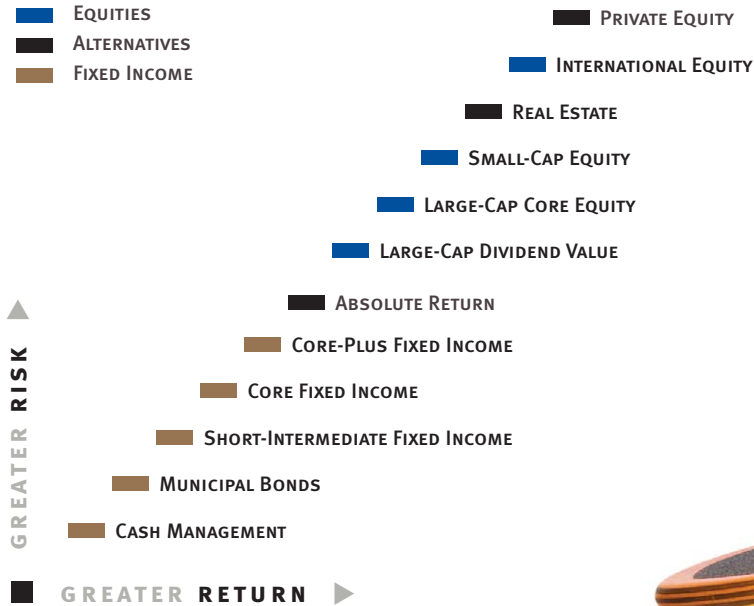 EQUITIES
ALTERNATIVES
FIXED INCOME
PRIVATE EQUITY
INTERNATIONAL EQUITY
REAL ESTATE
SMALL-CAP EQUITY
LARGE-CAP CORE EQUITY
LARGE-CAP DIVIDEND VALUE
ABSOLUTE RETURN
CORE-PLUS FIXED INCOME
CORE FIXED INCOME
SHORT-INTERMEDIATE FIXED INCOME
MUNICIPAL BONDS
CASH MANAGEMENT
GREATER RISK
GREATER RETURN